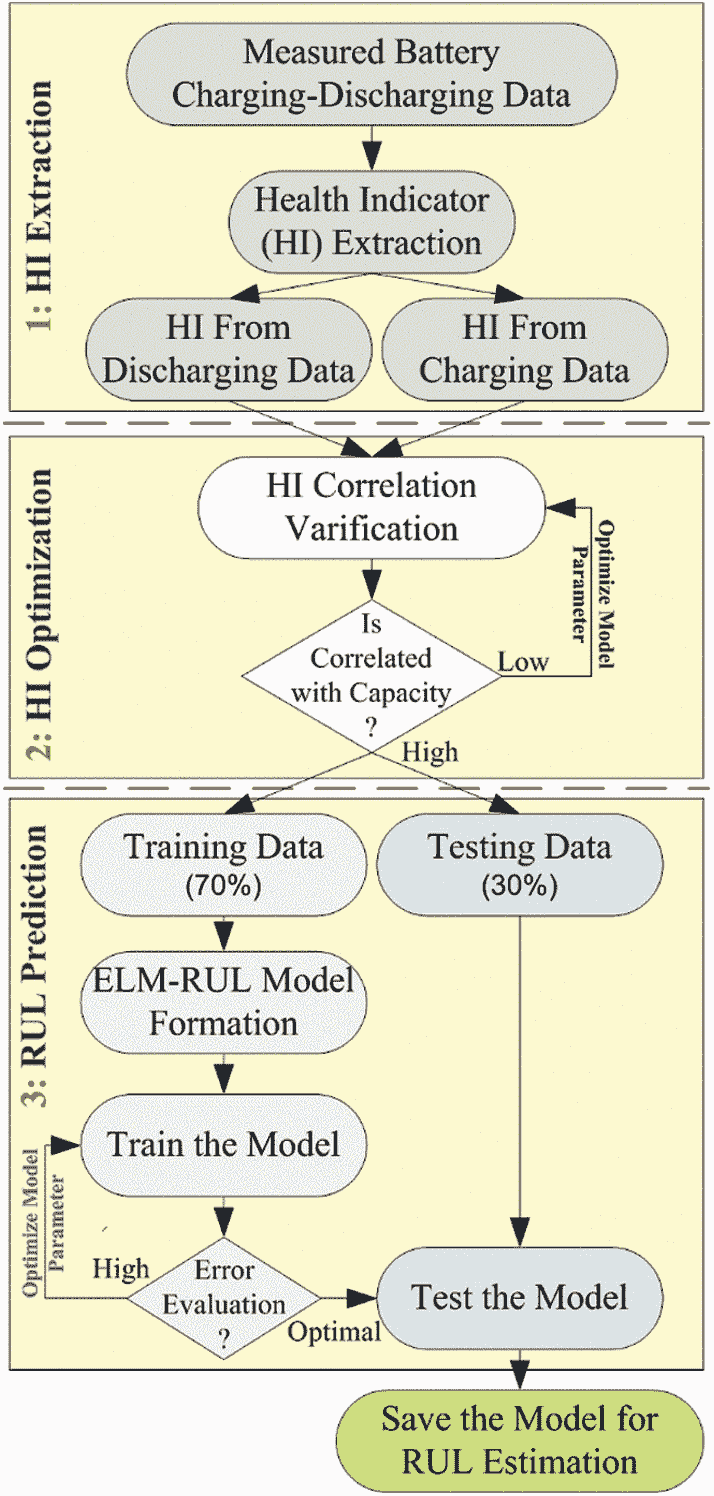 1: HI Extraction
Measured Battery
Charging-Discharging Data
Health Indicator
(HI) Extraction
HI From
Discharging Data
HI From
Charging Data
2: HI Optimization
HI Correlation
Varification
Optimize Model
Parameter
Is
Correlated
with Capacity
?
Low
High
3: RUL Prediction
Training Data
(70%)
Testing Data
(30%)
ELM-RUL Model
Formation
Train the Model
Optimize Model
Parameter
High
Error
Evaluation
?
Optimal
Test the Model
Save the Model for
RUL Estimation